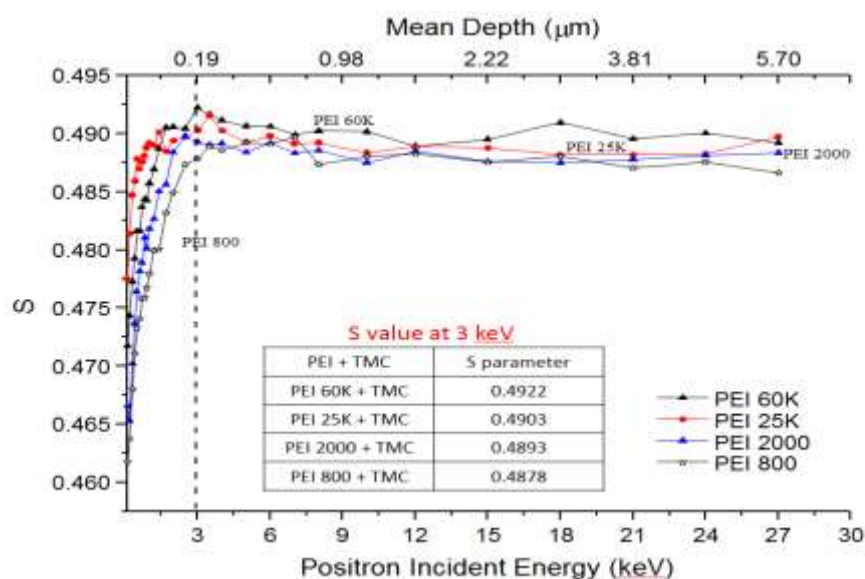 Mean Depth (μm)
0.19 0.98 2.22 3.81 5.70
0.495
0.490
0.485
0.480
0.475
0.470
0.465
0.460
S
PEI 60K
PEI 25K
PEI 2000
PEI 800
S value at 3 keV
PEI + TMC S parameter
PEI 60K + TMC 0.4922
PEI 25K + TMC 0.4903
PEI 2000 + TMC 0.4893
PEI 800 + TMC 0.4878
PEI 60K
PEI 25K
PEI 2000
PEI 800
3 6 9 12 15 18 21 24 27 30
Positron Incident Energy (keV)